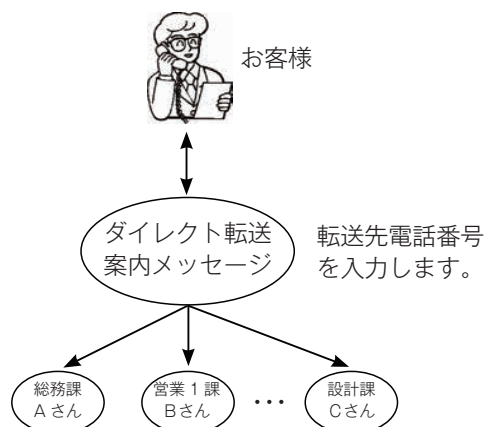 お客様
ダイレクト転送
案内メッセージ
転送先電話番号
を入力します。
総務課
Aさん
営業1課
Bさん
・・・
設計課
Cさん